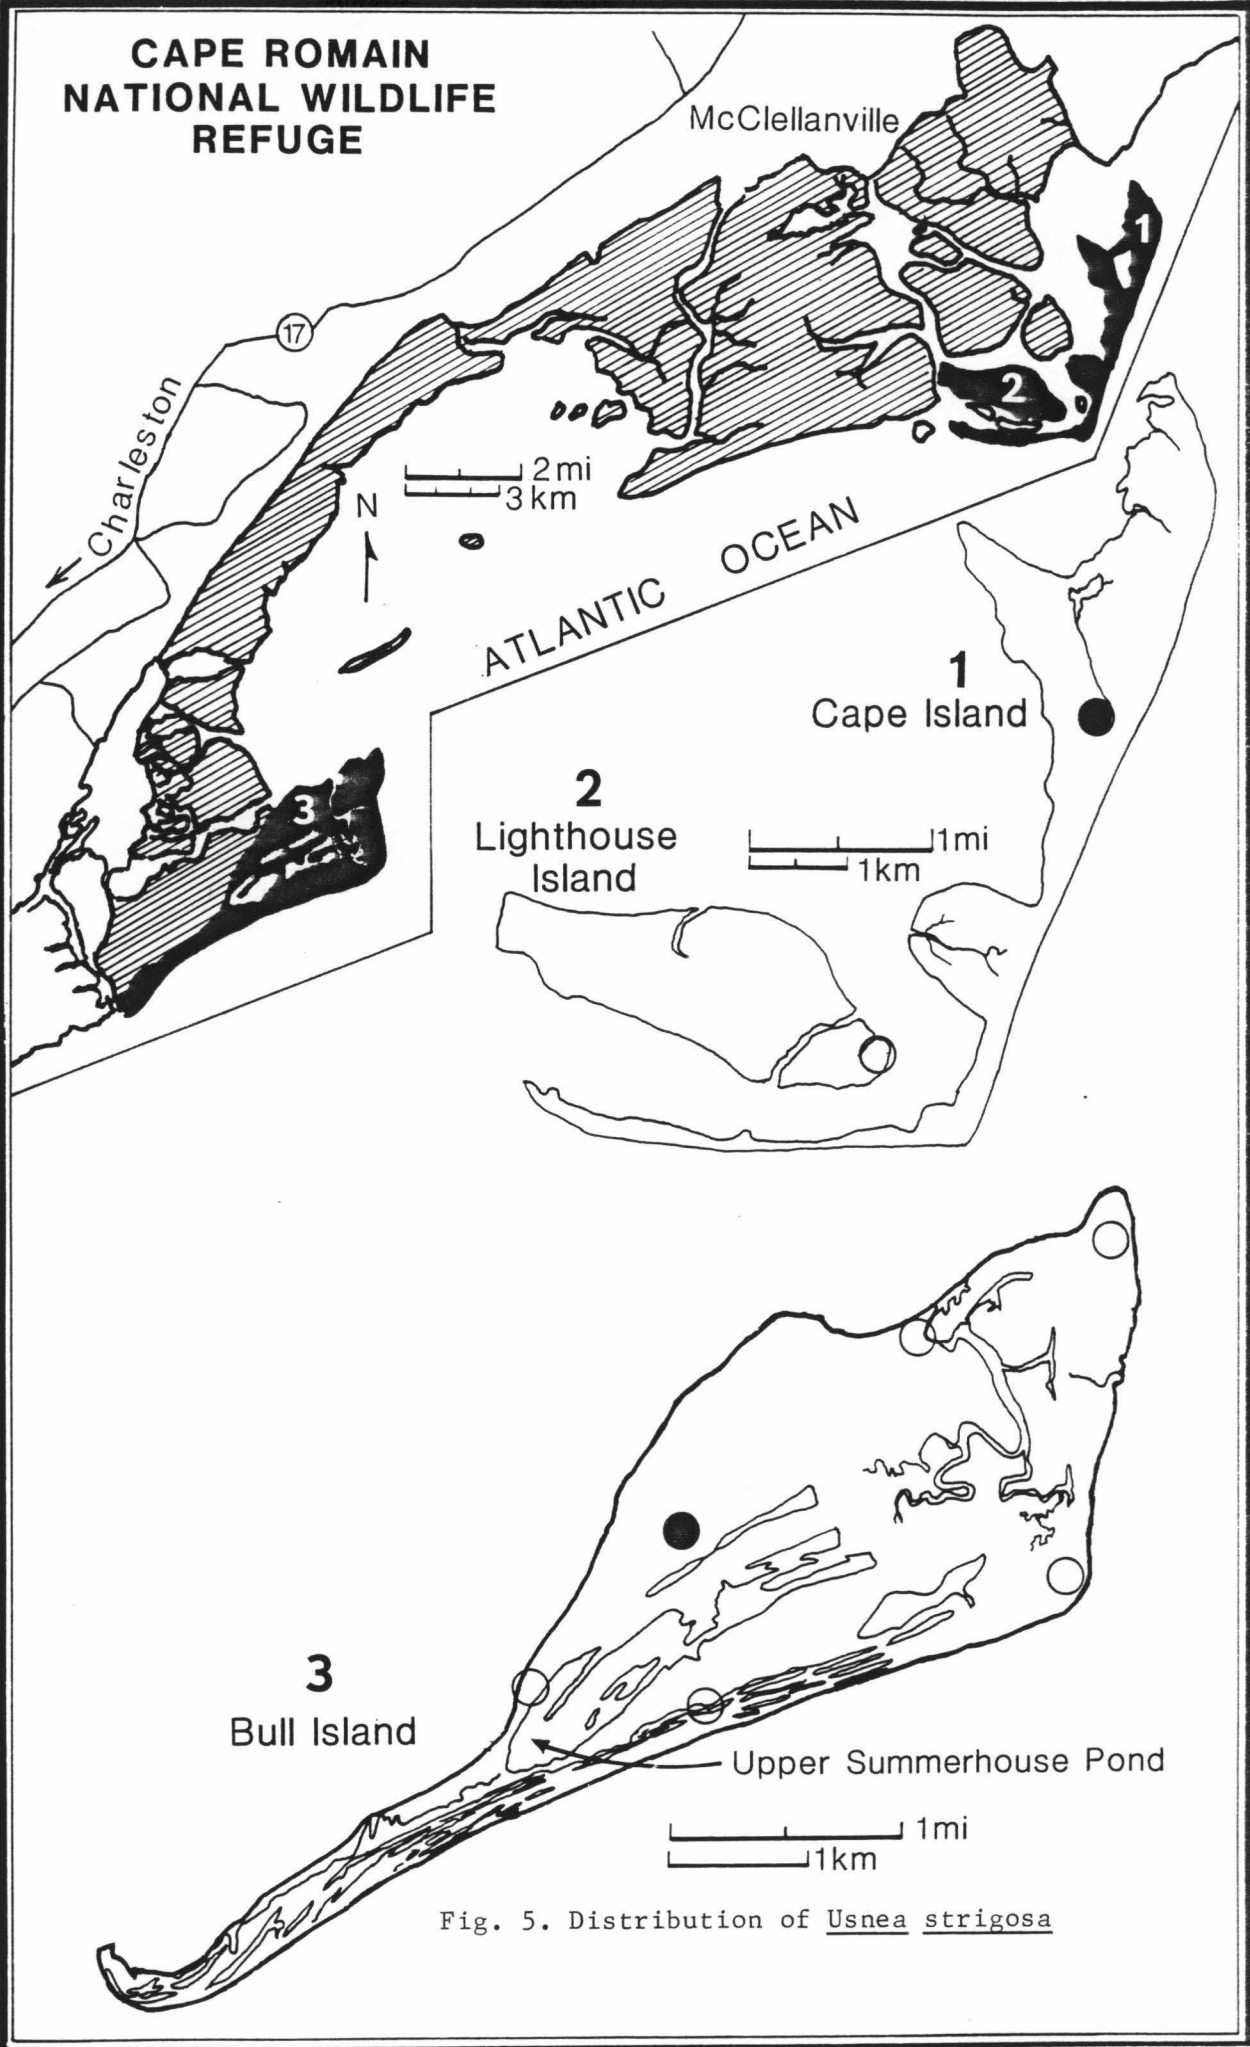 CAPE ROMAIN
NATIONAL WILDLIFE
REFUGE
McClellanville
1
17
2
Charleston
2mi
3km
N
ATLANTIC OCEAN
1
Cape Island
3
2
Lighthouse
Island
1mi
1km
3
Bull Island
Upper Summerhouse Pond
1mi
1km
Fig. 5. Distribution of Usnea strigosa